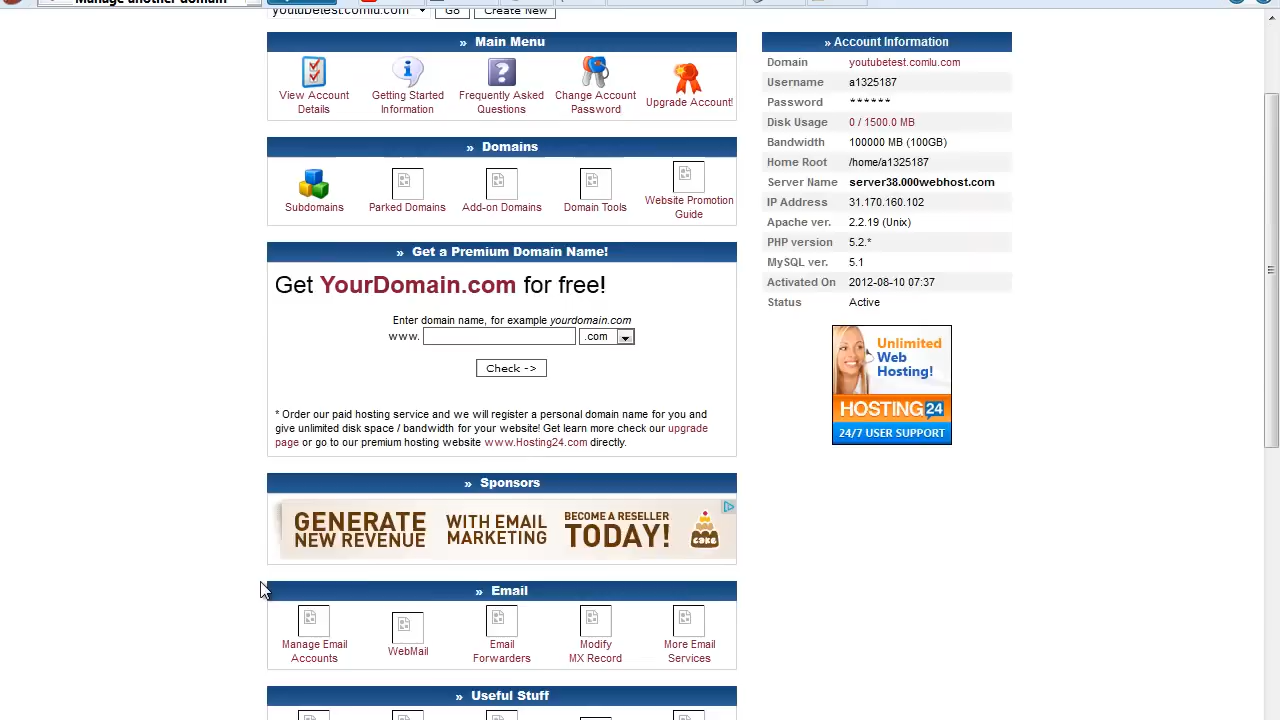 Manage another domain
youtubetest.comlu.com Go Create New
» Main Menu
View Account
Details
Getting Started
Information
Frequently Asked
Questions
Change Account
Password
Upgrade Account!
» Domains
Subdomains
Parked Domains
Add-on Domains
Domain Tools
Website Promotion
Guide
» Get a Premium Domain Name!
Get YourDomain.com for free!
Enter domain name, for example yourdomain.com
www. .com
Check ->
* Order our paid hosting service and we will register a personal domain name for you and
give unlimited disk space / bandwidth for your website! Get learn more check our upgrade
page or go to our premium hosting website www.Hosting24.com directly.
» Sponsors
GENERATE
NEW REVENUE
WITH EMAIL
MARKETING
BECOME A RESELLER
TODAY!
CAKE
» Email
Manage Email
Accounts
WebMail
Email
Forwarders
Modify
MX Record
More Email
Services
» Useful Stuff
» Account Information
Domain youtubetest.comlu.com
Username a1325187
Password ******
Disk Usage 0 / 1500.0 MB
Bandwidth 100000 MB (100GB)
Home Root /home/a1325187
Server Name server38.000webhost.com
IP Address 31.170.160.102
Apache ver. 2.2.19 (Unix)
PHP version 5.2.*
MySQL ver. 5.1
Activated On 2012-08-10 07:37
Status Active
Unlimited
Web
Hosting!
HOSTING 24
24/7 USER SUPPORT